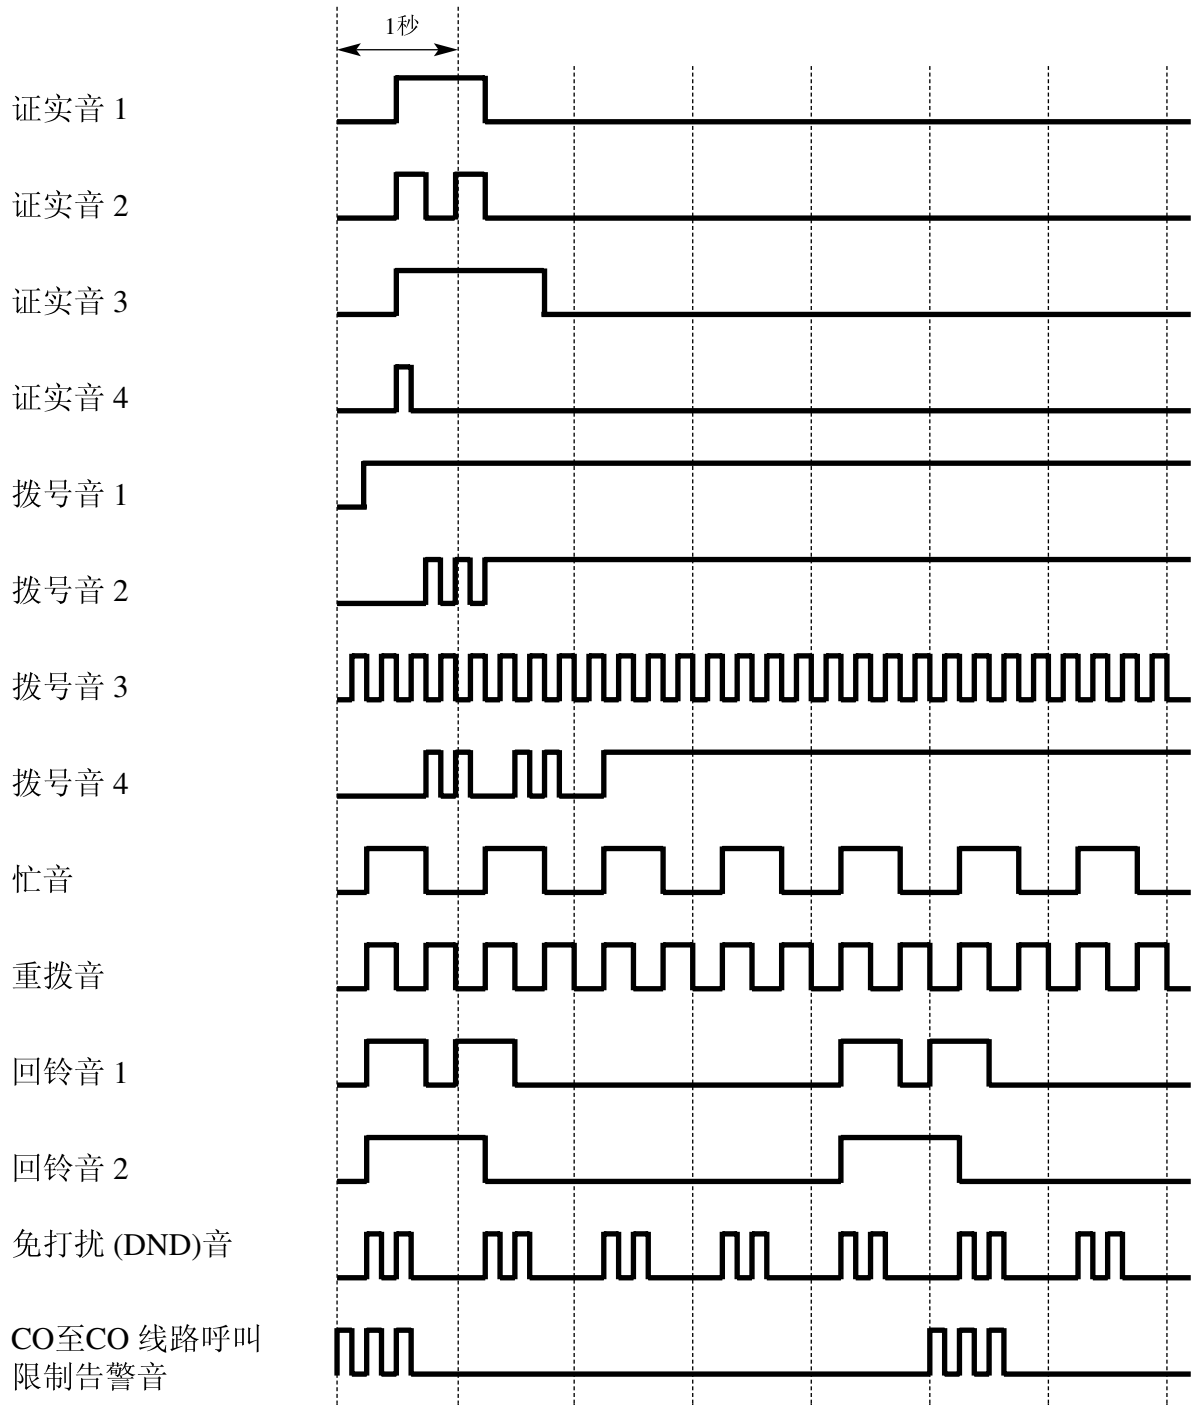 1秒
证实音 1
证实音 2
证实音 3
证实音 4
拨号音 1
拨号音 2
拨号音 3
拨号音 4
忙音
重拨音
回铃音 1
回铃音 2
免打扰 (DND)音
CO至CO 线路呼叫
限制告警音